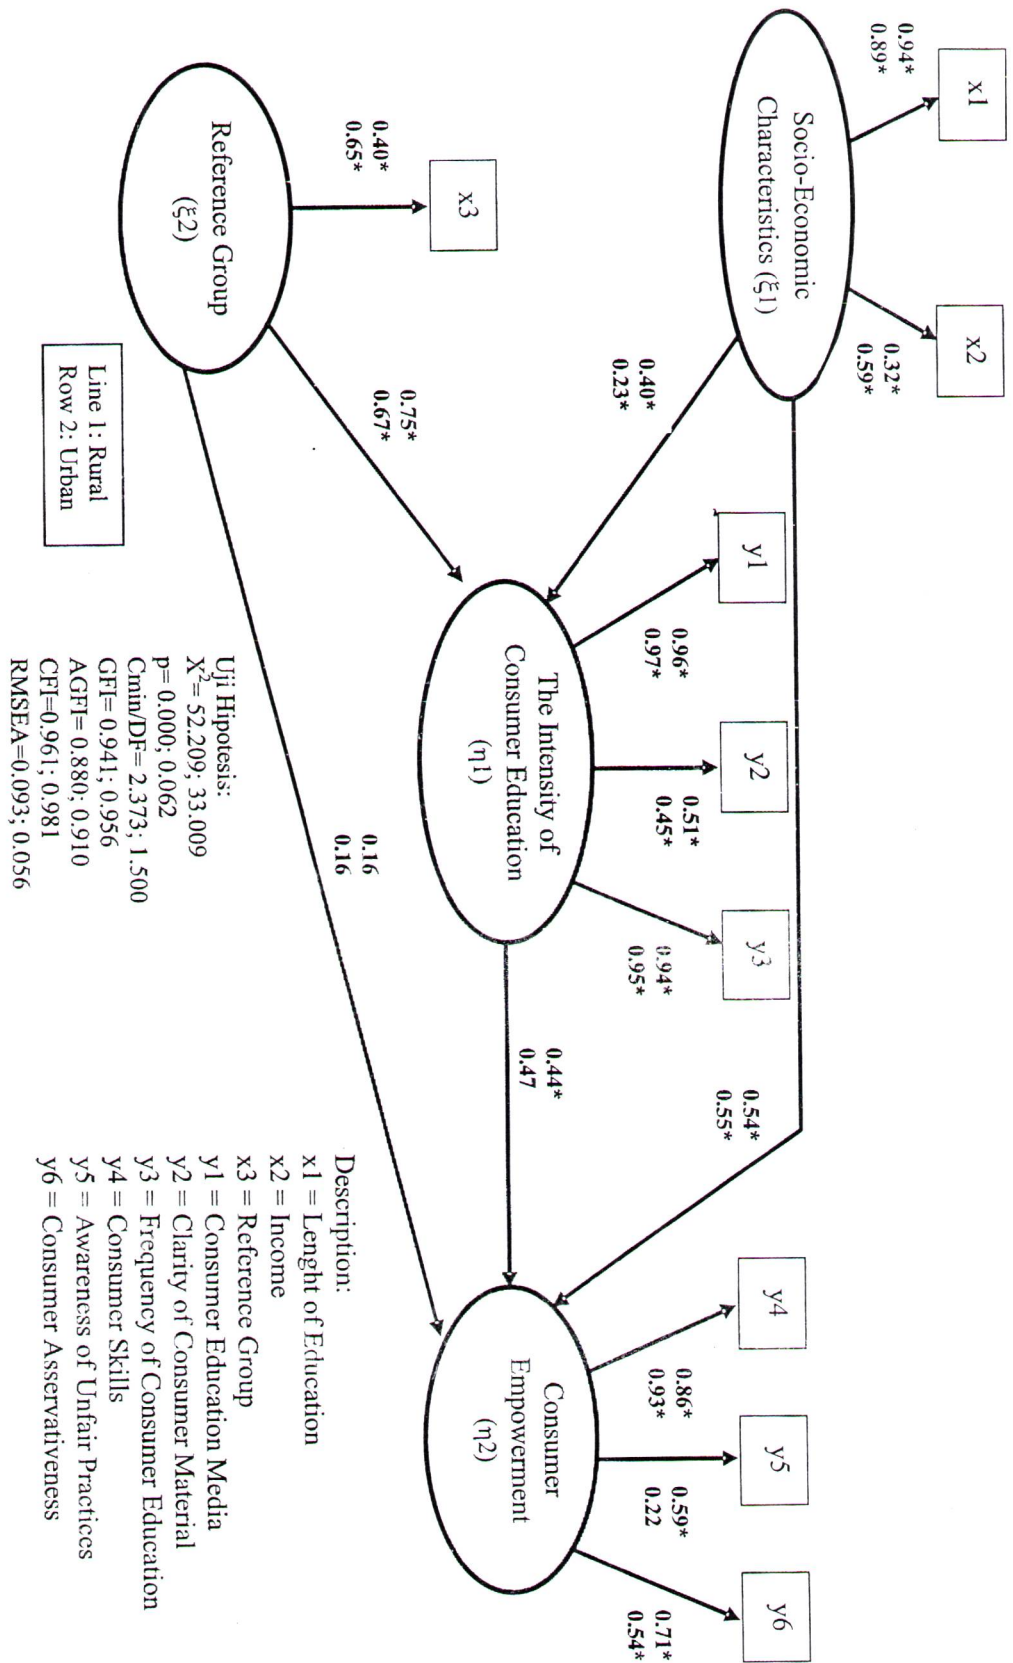 x1
x2
0.94*
0.89*
0.32*
0.59*
Socio-Economic
Characteristics (ξ1)
y1
y2
y3
0.54*
0.55*
y4
y5
y6
0.40*
0.23*
0.96*
0.97*
0.51*
0.45*
0.94*
0.95*
0.86*
0.93*
0.59*
0.22
0.71*
0.54*
x3
0.40*
0.65*
The Intensity of
Consumer Education
(η1)
0.44*
0.47
Consumer
Empowerment
(η2)
0.75*
0.67*
Reference Group
(ξ2)
0.16
0.16
Line 1: Rural
Row 2: Urban
Uji Hipotesis:
X²= 52.209; 33.009
p= 0.000; 0.062
Cmin/DF= 2.373; 1.500
GFI= 0.941; 0.956
AGFI= 0.880; 0.910
CFI=0.961; 0.981
RMSEA=0.093; 0.056
Description:
x1 = Lenght of Education
x2 = Income
x3 = Reference Group
y1 = Consumer Education Media
y2 = Clarity of Consumer Material
y3 = Frequency of Consumer Education
y4 = Consumer Skills
y5 = Awareness of Unfair Practices
y6 = Consumer Asservativeness